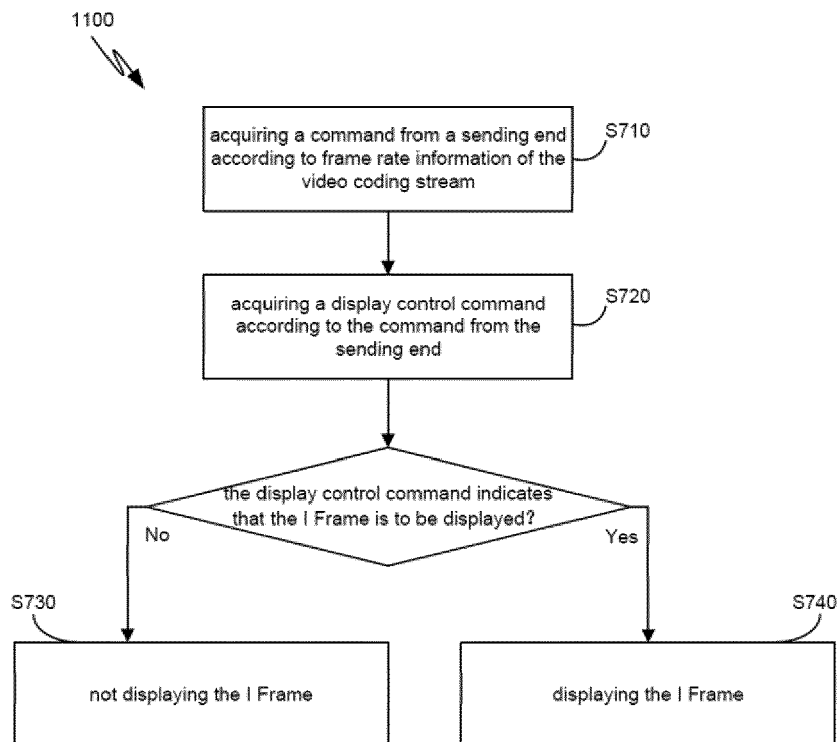 1100
acquiring a command from a sending end
according to frame rate information of the
video coding stream
S710
acquiring a display control command
according to the command from the
sending end
S720
the display control command indicates
that the I Frame is to be displayed?
No
Yes
S730
S740
not displaying the I Frame
displaying the I Frame